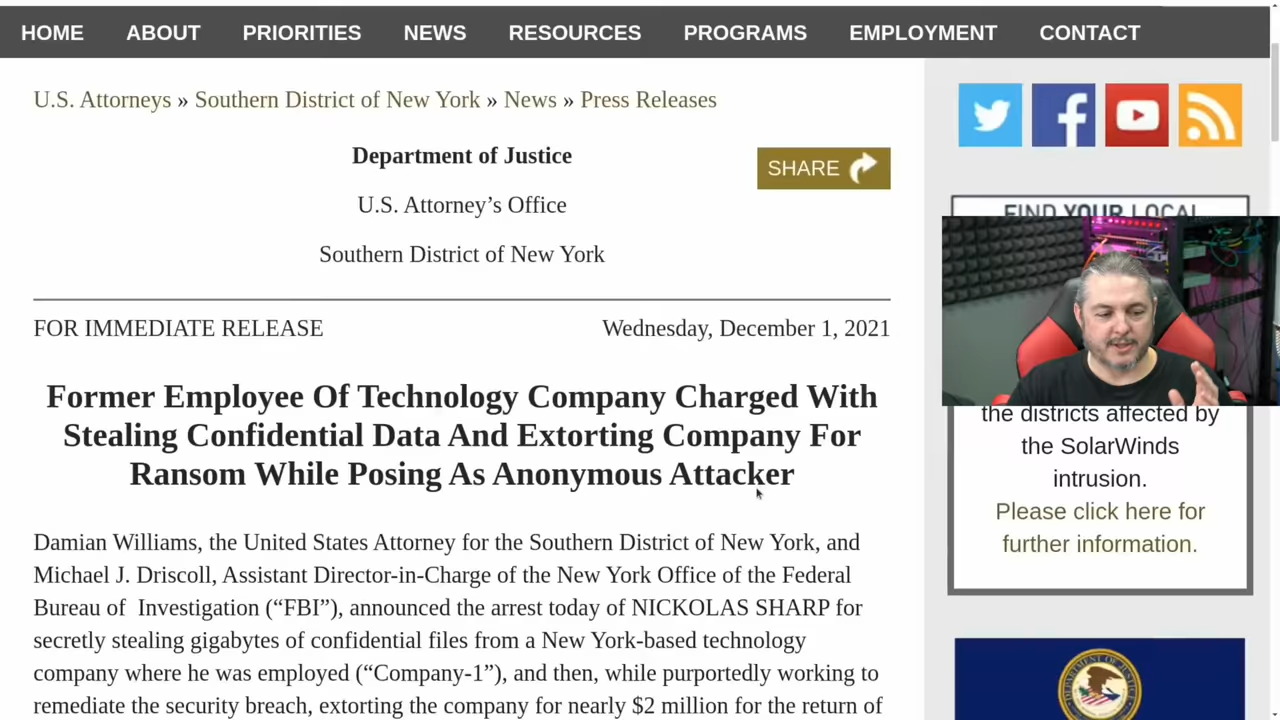 HOME ABOUT PRIORITIES NEWS RESOURCES PROGRAMS EMPLOYMENT CONTACT
U.S. Attorneys » Southern District of New York » News » Press Releases
Department of Justice
SHARE
U.S. Attorney’s Office
Southern District of New York
FOR IMMEDIATE RELEASE Wednesday, December 1, 2021
Former Employee Of Technology Company Charged With
Stealing Confidential Data And Extorting Company For
Ransom While Posing As Anonymous Attacker
Damian Williams, the United States Attorney for the Southern District of New York, and
Michael J. Driscoll, Assistant Director-in-Charge of the New York Office of the Federal
Bureau of  Investigation (“FBI”), announced the arrest today of NICKOLAS SHARP for
secretly stealing gigabytes of confidential files from a New York-based technology
company where he was employed (“Company-1”), and then, while purportedly working to
remediate the security breach, extorting the company for nearly $2 million for the return of
FIND YOUR LOCAL
the districts affected by
the SolarWinds
intrusion.
Please click here for
further information.